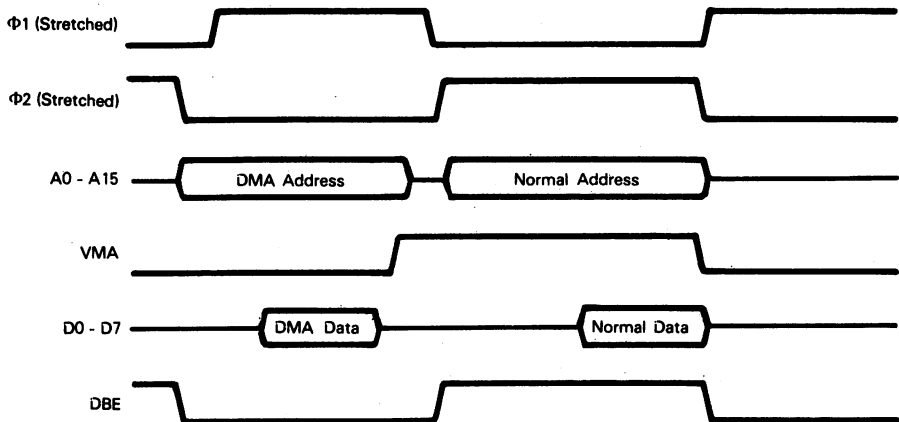 Φ1 (Stretched)
Φ2 (Stretched)
A0 - A15
DMA Address
Normal Address
VMA
D0 - D7
DMA Data
Normal Data
DBE